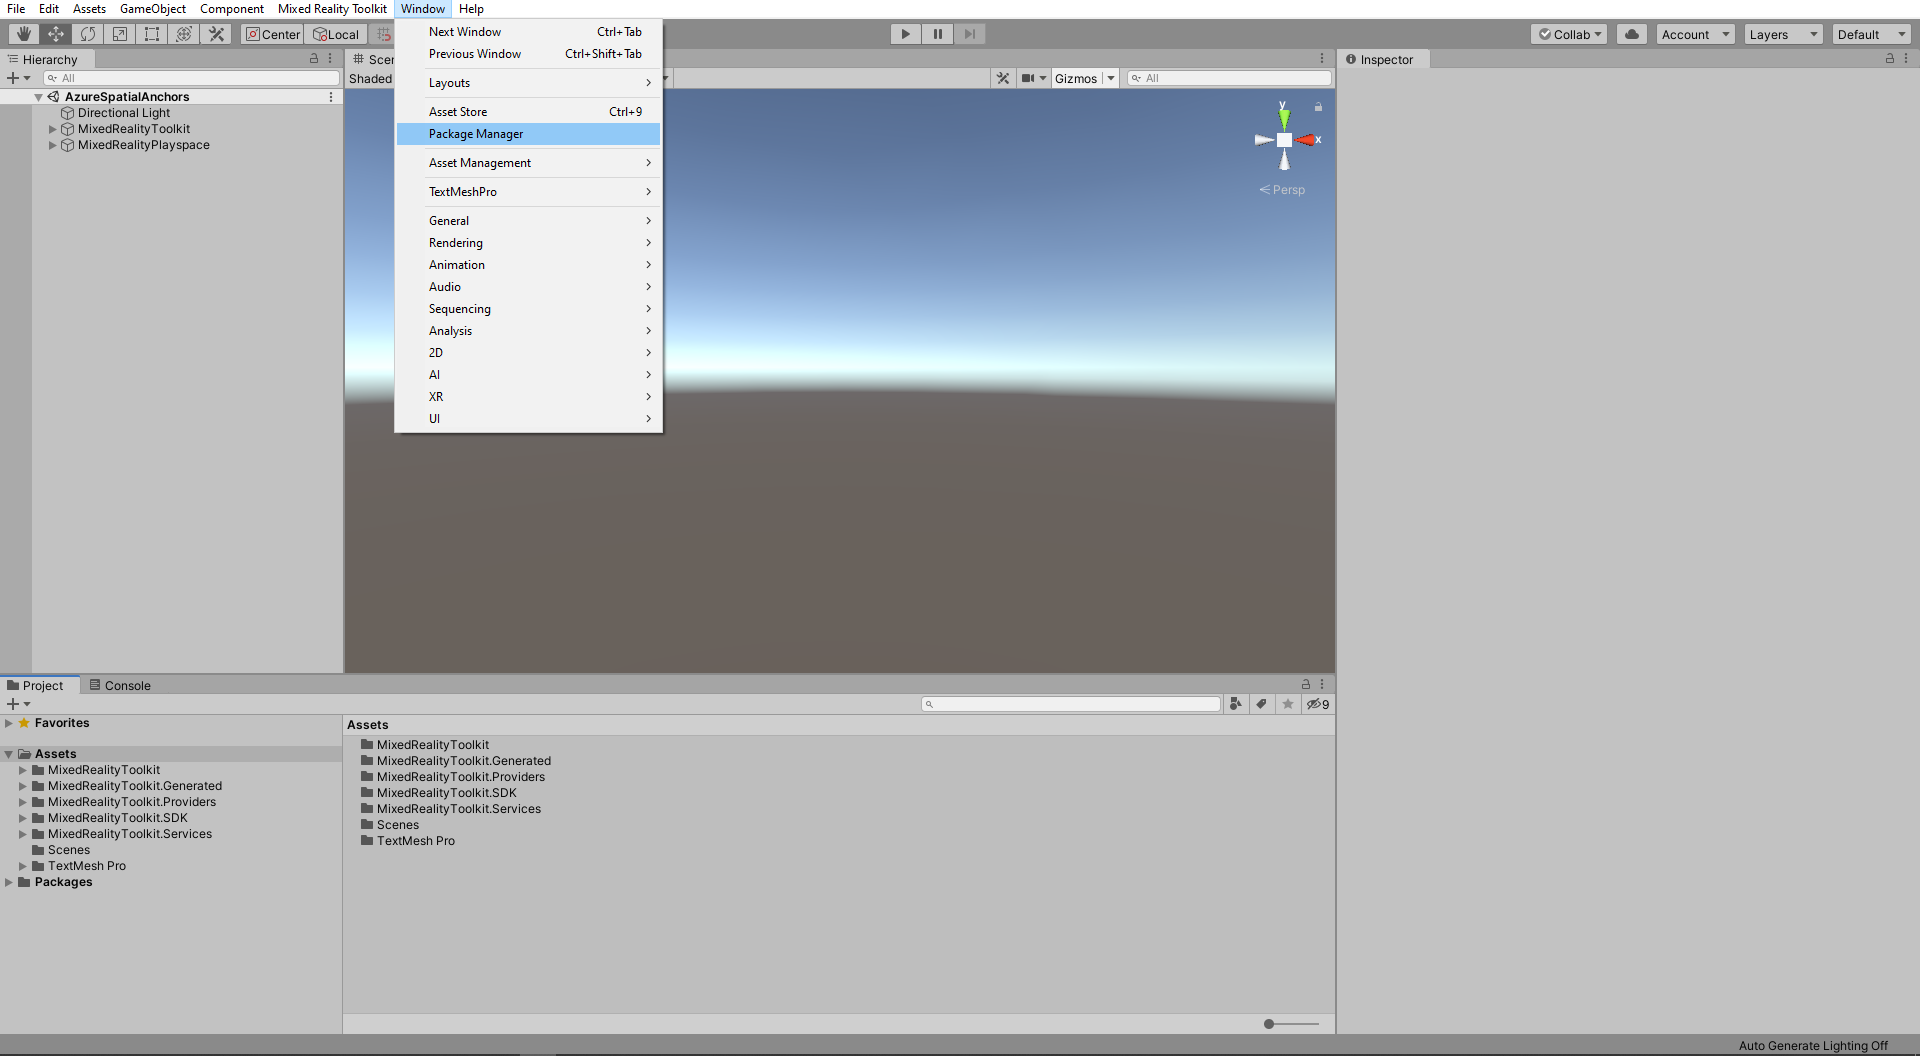 File Edit Assets GameObject Component Mixed Reality Toolkit Window Help
Center Local
Collab Account Layers Default
Hierarchy
All
AzureSpatialAnchors
Directional Light
MixedRealityToolkit
MixedRealityPlayspace
Next Window Ctrl+Tab
Previous Window Ctrl+Shift+Tab
Layouts
Asset Store Ctrl+9
Package Manager
Asset Management
TextMeshPro
General
Rendering
Animation
Audio
Sequencing
Analysis
2D
AI
XR
UI
Scen
Shaded
Gizmos All
y
x
Persp
Inspector
Project Console
9
Favorites
Assets
MixedRealityToolkit
MixedRealityToolkit.Generated
MixedRealityToolkit.Providers
MixedRealityToolkit.SDK
MixedRealityToolkit.Services
Scenes
TextMesh Pro
Packages
Assets
MixedRealityToolkit
MixedRealityToolkit.Generated
MixedRealityToolkit.Providers
MixedRealityToolkit.SDK
MixedRealityToolkit.Services
Scenes
TextMesh Pro
Auto Generate Lighting Off